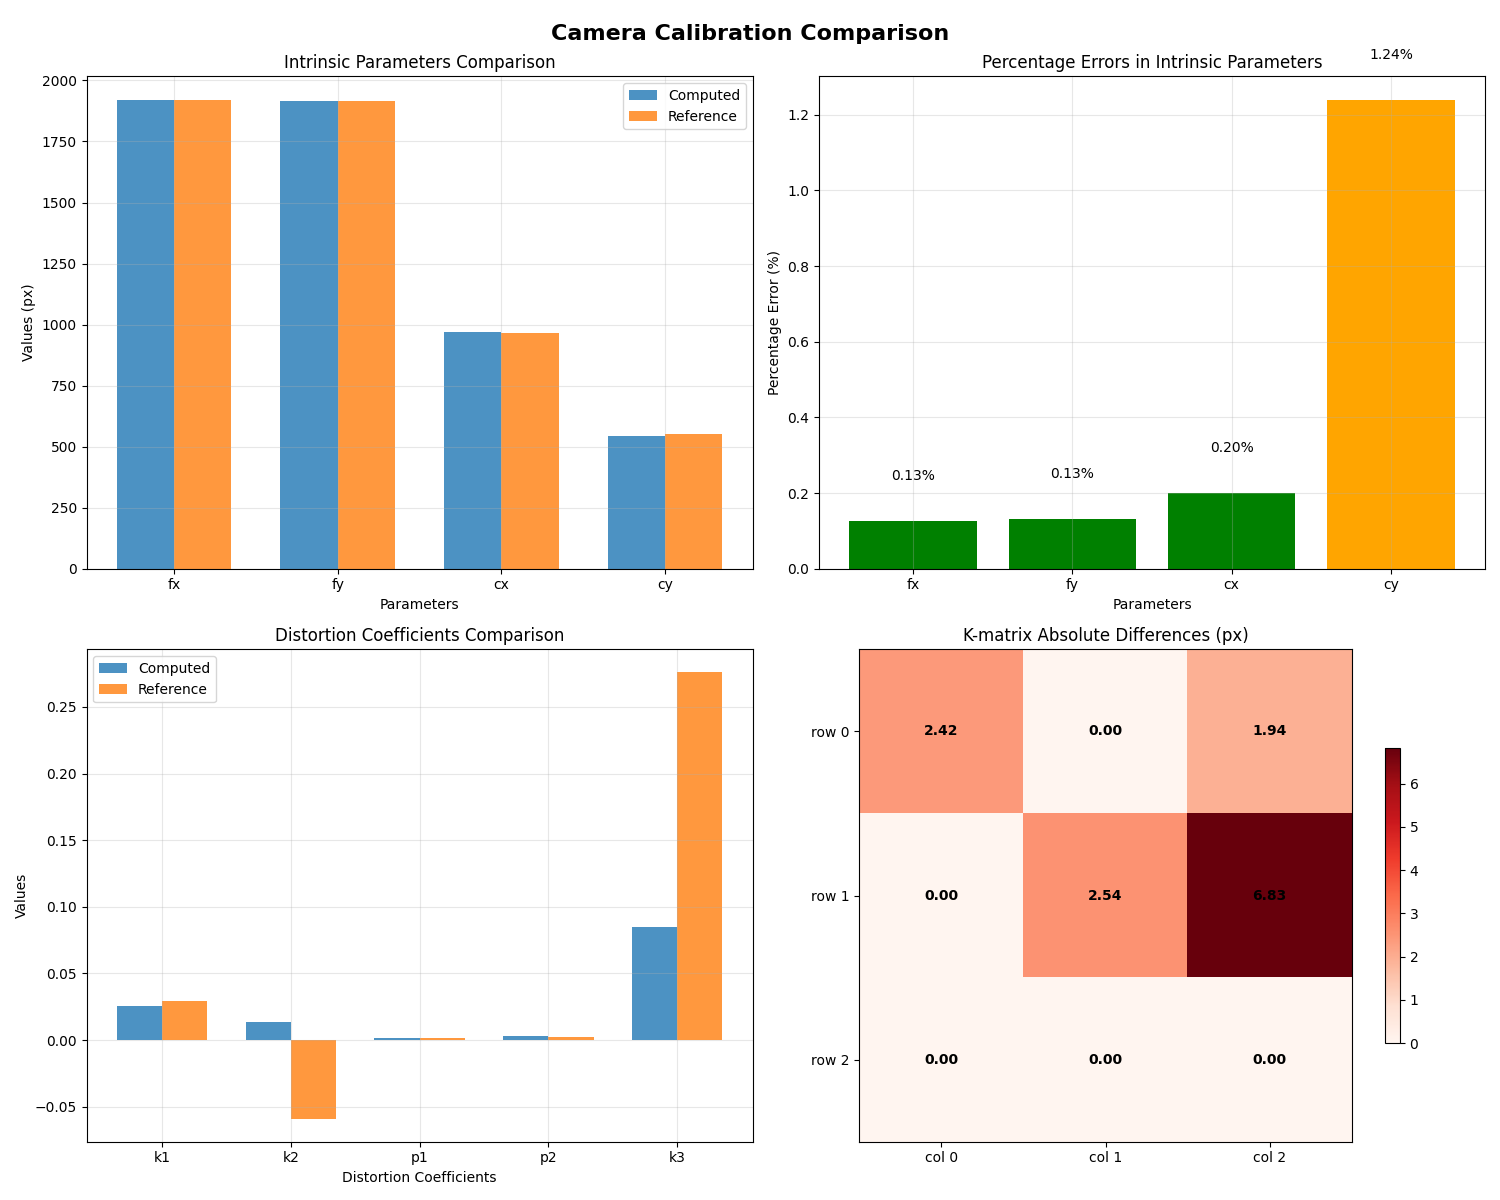 Camera Calibration Comparison
Intrinsic Parameters Comparison
Values (px)
2000
1750
1500
1250
1000
750
500
250
0
Computed
Reference
fx
fy
cx
cy
Parameters
Percentage Errors in Intrinsic Parameters
Percentage Error (%)
1.2
1.0
0.8
0.6
0.4
0.2
0.0
0.13%
0.13%
0.20%
1.24%
fx
fy
cx
cy
Parameters
Distortion Coefficients Comparison
Values
0.25
0.20
0.15
0.10
0.05
0.00
−0.05
Computed
Reference
k1
k2
p1
p2
k3
Distortion Coefficients
K-matrix Absolute Differences (px)
row 0
2.42
0.00
1.94
row 1
0.00
2.54
6.83
row 2
0.00
0.00
0.00
col 0
col 1
col 2
6
5
4
3
2
1
0